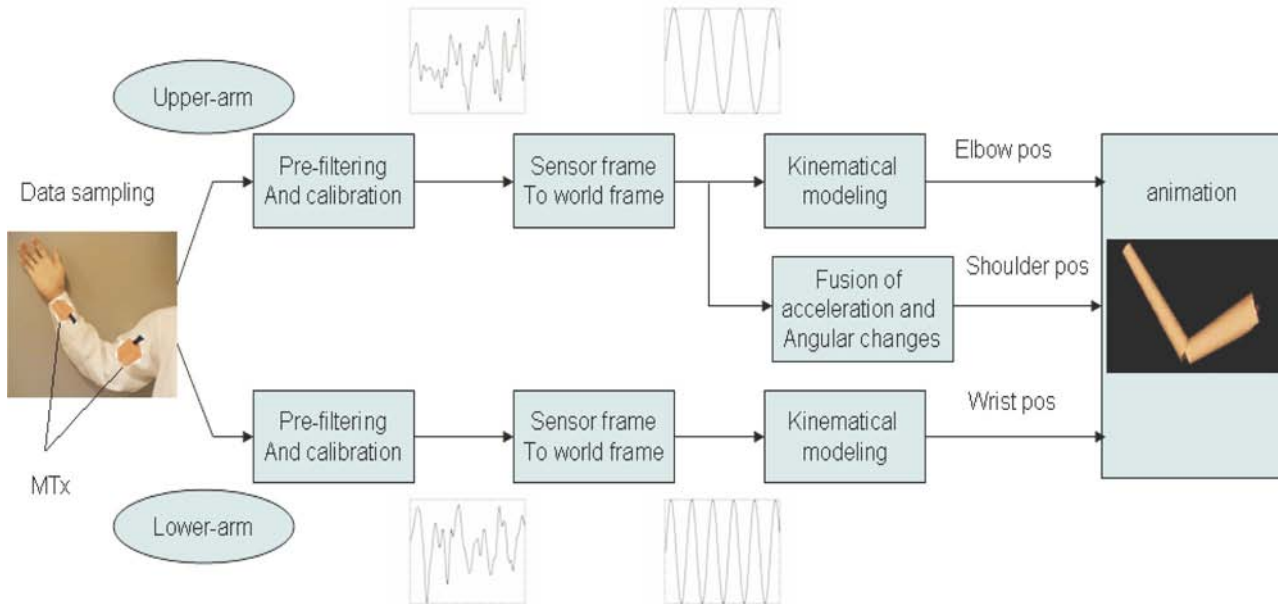 Upper-arm
Data sampling
MTx
Lower-arm
Pre-filtering
And calibration
Sensor frame
To world frame
Kinematical
modeling
Elbow pos
Fusion of
acceleration and
Angular changes
Shoulder pos
Pre-filtering
And calibration
Sensor frame
To world frame
Kinematical
modeling
Wrist pos
animation